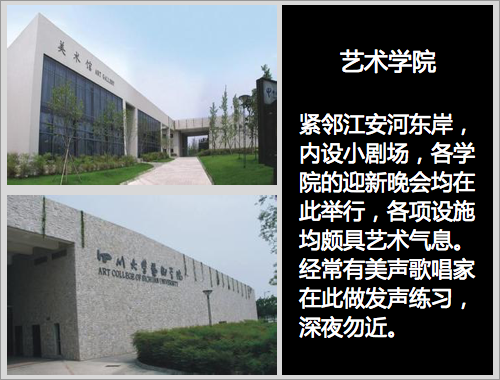 美术馆
ART GALLERY
四川大学艺术学院
ART COLLEGE OF SICHUAN UNIVERSITY
艺术学院
紧邻江安河东岸，
内设小剧场，各学
院的迎新晚会均在
此举行，各项设施
均颇具艺术气息。
经常有美声歌唱家
在此做发声练习，
深夜勿近。